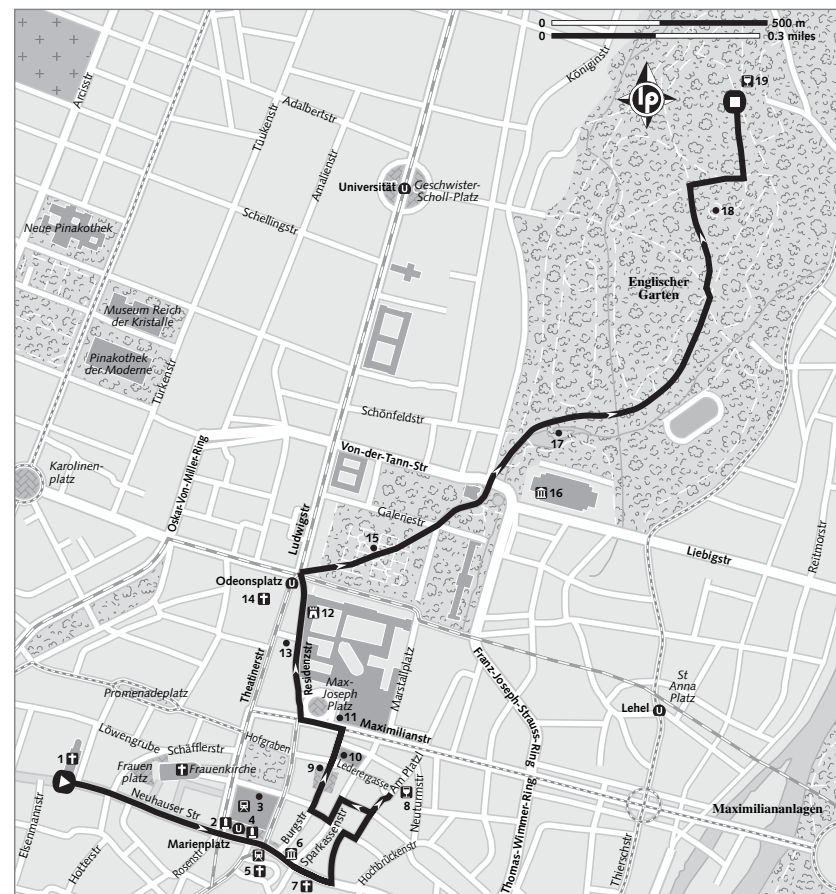 0
500 m
0
0.3 miles
Königinstr
lp
19
Arcisstr
Adalbertstr
Tüukenstr
Amalienstr
Universität
U
Geschwister-
Scholl-Platz
18
Schellingstr
Neue Pinakothek
Englischer
Garten
Museum Reich
der Kristalle
Pinakothek
der Moderne
Türkenstr
Schönfeldstr
17
Von-der-Tann-Str
Karolinen-
platz
Oskar-Von-Miller-Ring
16
Ludwigstr
Galeriestr
15
Liebigstr
Reitmorstr
Odeonsplatz
U
14
12
13
Theatinerstr
Residenzstr
Marstallplatz
Franz-Joseph-Strauss-Ring
St
Anna
Platz
Max-
Joseph
Platz
Promenadeplatz
Lehel
U
11
Maximilianstr
Löwengrube
Schäfflerstr
Hofgraben
1
Frauen
platz
Frauenkirche
10
9
Ledererstr
Am Platzl
8
Neuhauser Str
3
Neuturmstr
Maximiliananlagen
2
4
U
Marienplatz
Burgstr
Sparkassenstr
Eisenmannstr
Hotterstr
Rosenstr
6
5
7
Hochbrückenstr
Thomas-Wimmer-Ring
Thierschstr